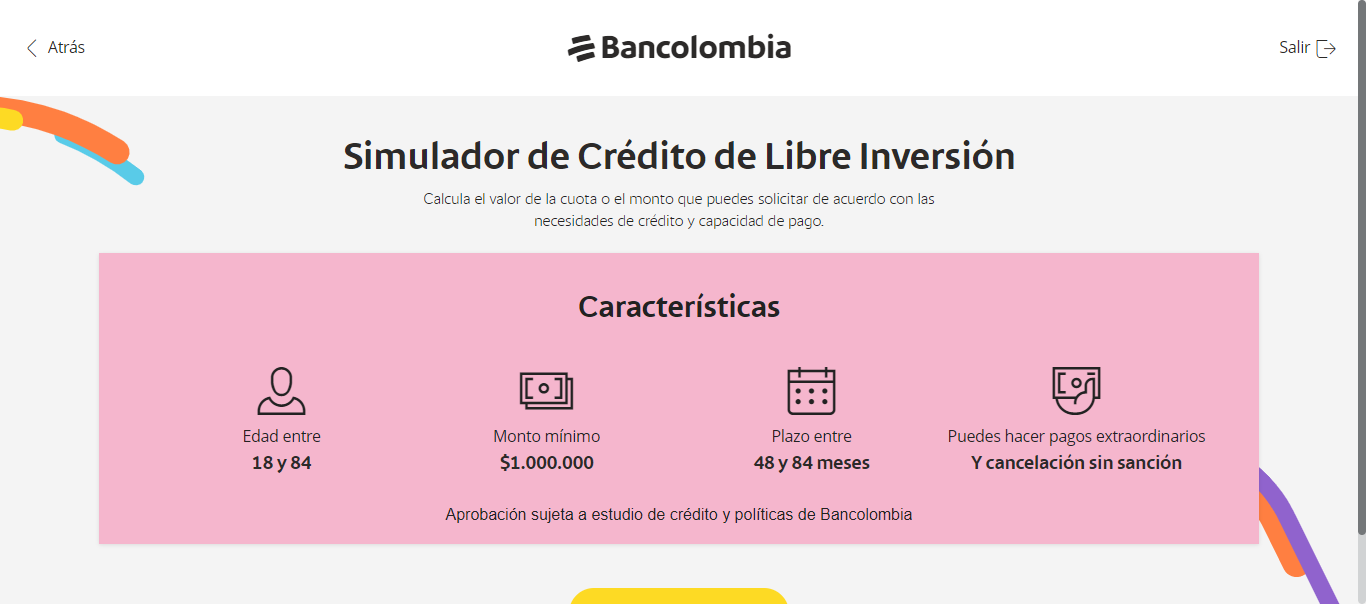 Atrás
Bancolombia
Salir
Simulador de Crédito de Libre Inversión
Calcula el valor de la cuota o el monto que puedes solicitar de acuerdo con las
necesidades de crédito y capacidad de pago.
Características
Edad entre
18 y 84
Monto mínimo
$1.000.000
Plazo entre
48 y 84 meses
Puedes hacer pagos extraordinarios
Y cancelación sin sanción
Aprobación sujeta a estudio de crédito y políticas de Bancolombia